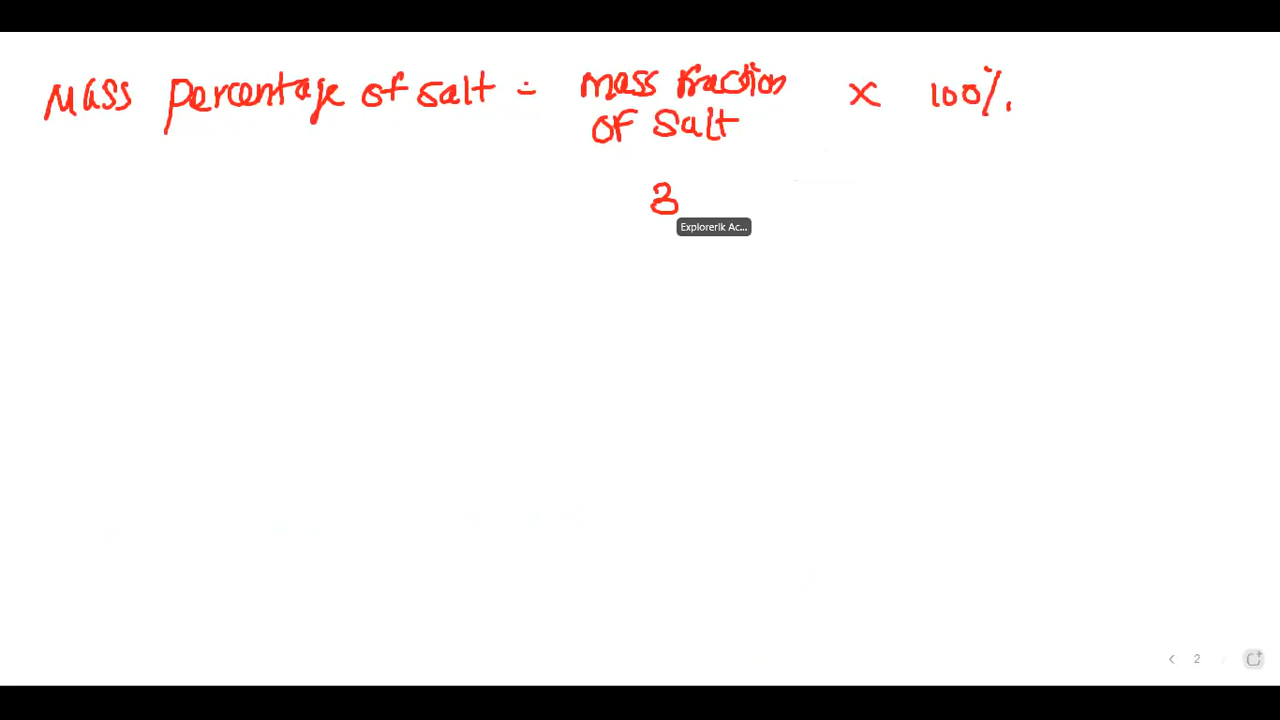 Mass Percentage of salt = mass fraction × 100%.
of salt
3
Explorerik Ac...
2